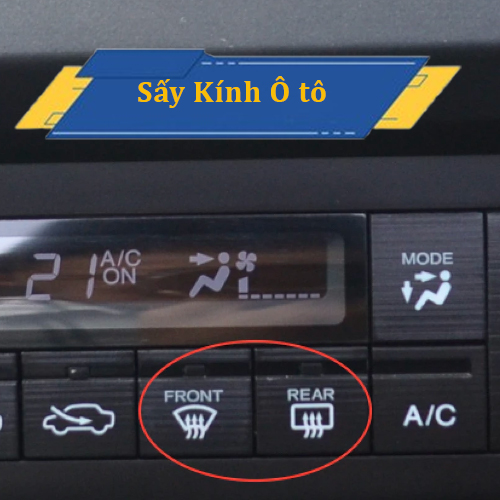 Sấy Kính Ô tô
21 A/C
ON
MODE
FRONT
REAR
A/C